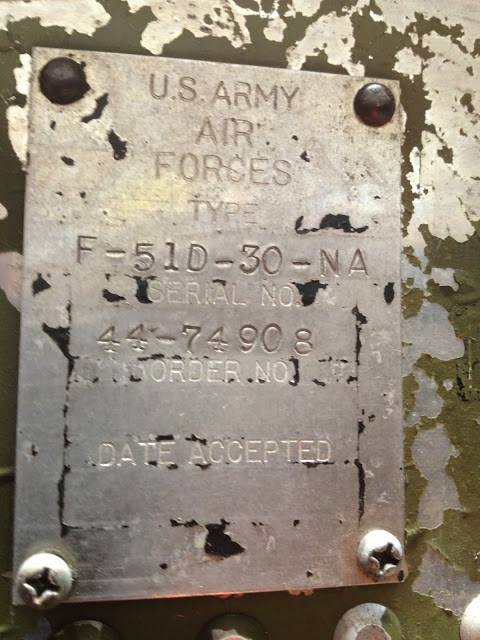 U.S. ARMY
AIR
FORCES
TYPE
F-51D-30-NA
SERIAL NO.
44-74908
ORDER NO.
DATE ACCEPTED